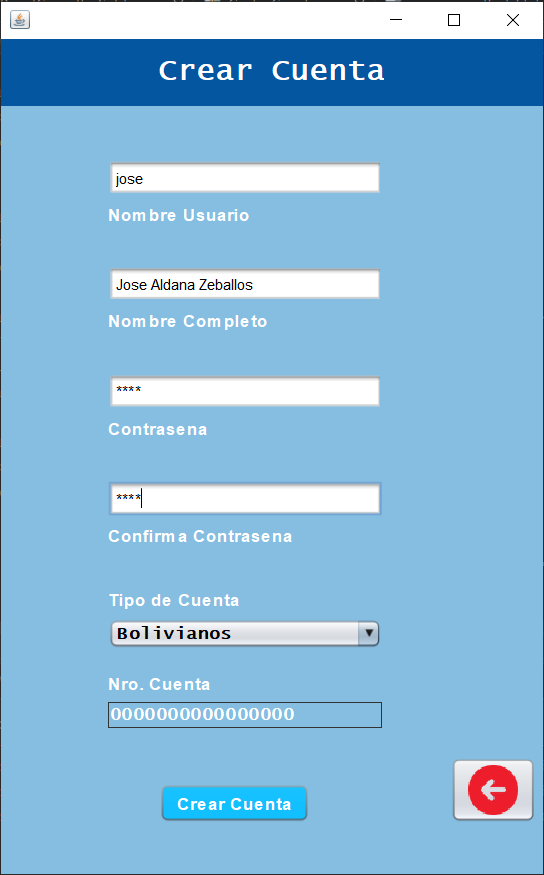 Crear Cuenta
jose
Nombre Usuario
Jose Aldana Zeballos
Nombre Completo
****
Contrasena
****
Confirma Contrasena
Tipo de Cuenta
Bolivianos
Nro. Cuenta
0000000000000000
Crear Cuenta